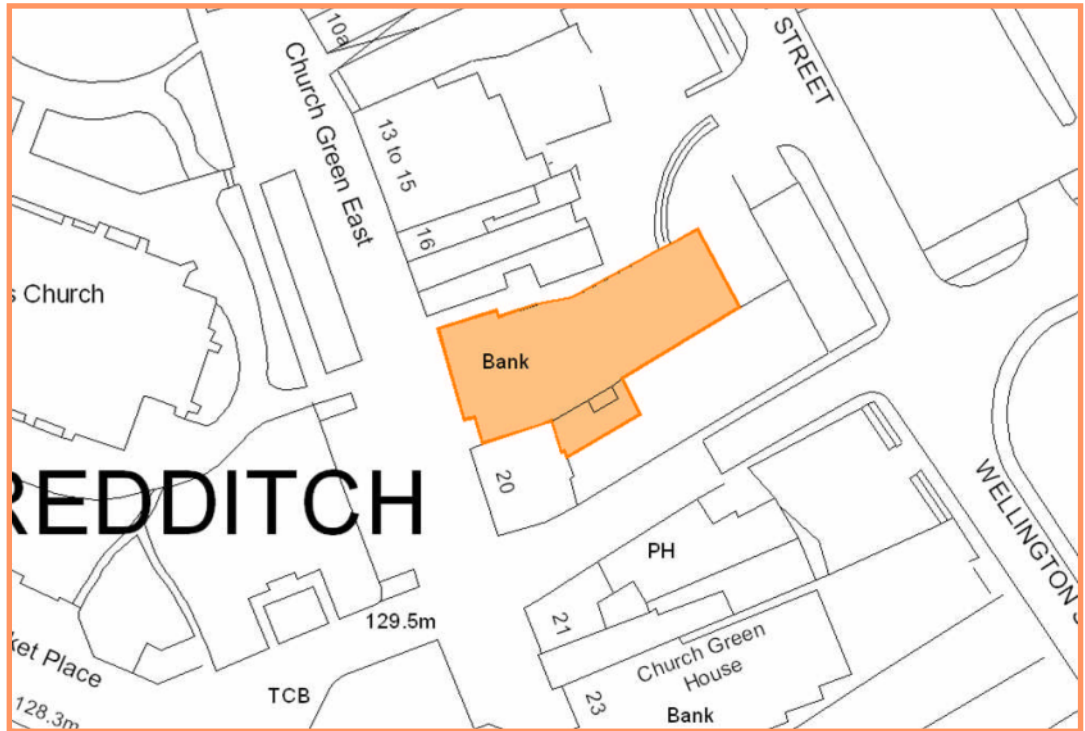 10a
STREET
Church Green East
13 to 15
16
s Church
Bank
20
REDDITCH
WELLINGTON S
PH
21
129.5m
Church Green
House
ket Place
TCB
23
Bank
128.3m